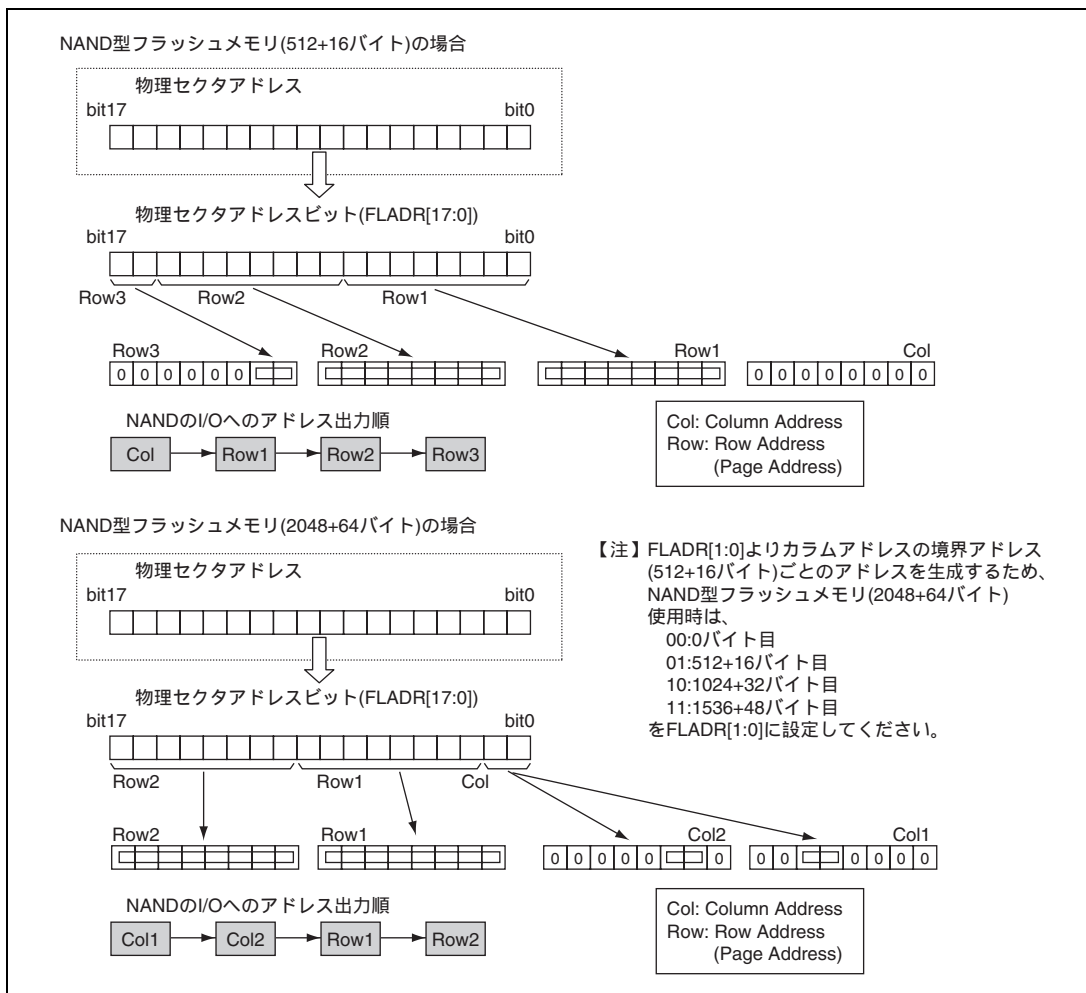 NAND型フラッシュメモリ(512+16バイト)の場合
物理セクタアドレス
bit17 bit0
物理セクタアドレスビット(FLADR[17:0])
bit17 bit0
Row3 Row2 Row1
Row3 Row2 Row1 Col
0 0 0 0 0 0 0 0 0 0 0 0 0 0
NANDのI/Oへのアドレス出力順
Col Row1 Row2 Row3
Col: Column Address
Row: Row Address
(Page Address)
NAND型フラッシュメモリ(2048+64バイト)の場合
物理セクタアドレス
bit17 bit0
物理セクタアドレスビット(FLADR[17:0])
bit17 bit0
【注】FLADR[1:0]よりカラムアドレスの境界アドレス
(512+16バイト)ごとのアドレスを生成するため、
NAND型フラッシュメモリ(2048+64バイト)
使用時は、
00:0バイト目
01:512+16バイト目
10:1024+32バイト目
11:1536+48バイト目
をFLADR[1:0]に設定してください。
Row2 Row1 Col
Row2 Row1 Col2 Col1
0 0 0 0 0 0 0 0 0 0 0 0
NANDのI/Oへのアドレス出力順
Col1 Col2 Row1 Row2
Col: Column Address
Row: Row Address
(Page Address)